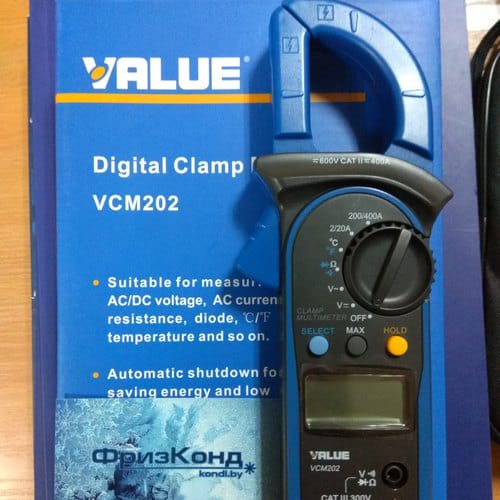 VALUE®
Digital Clamp
VCM202
• Suitable for measur
AC/DC voltage, AC curren
resistance, diode, ℃/℉
temperature and so on.
• Automatic shutdown fo
saving energy and low
ФризКонд
kondi.by
≂600V CAT II ≂400A
200/400A
2/20A
℃
℉
Ω
V~
V⎓
OFF
CLAMP
MULTIMETER
SELECT
MAX
HOLD
VALUE
VCM202
V
Ω
CAT III 300V